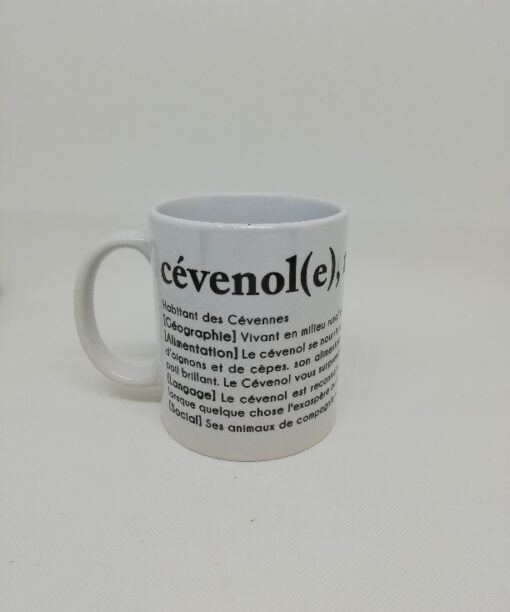 cévenol(e),
Habitant des Cévennes
[Géographie] Vivant en milieu rural
[Alimentation] Le cévenol se nourrit
d'oignons et de cèpes, son alimentat
poil brillant. Le Cévenol vous surprend
[Langage] Le cévenol est reconn
lorsque quelque chose l'exaspère
[Social] Ses animaux de compagnie